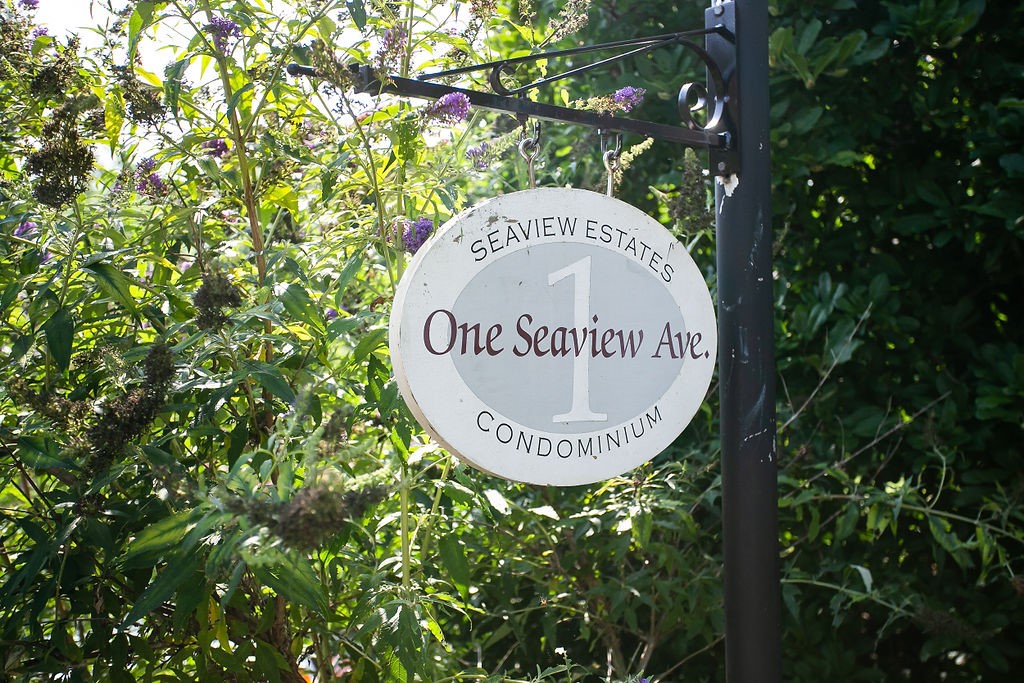 SEAVIEW ESTATES
1
One Seaview Ave.
CONDOMINIUM